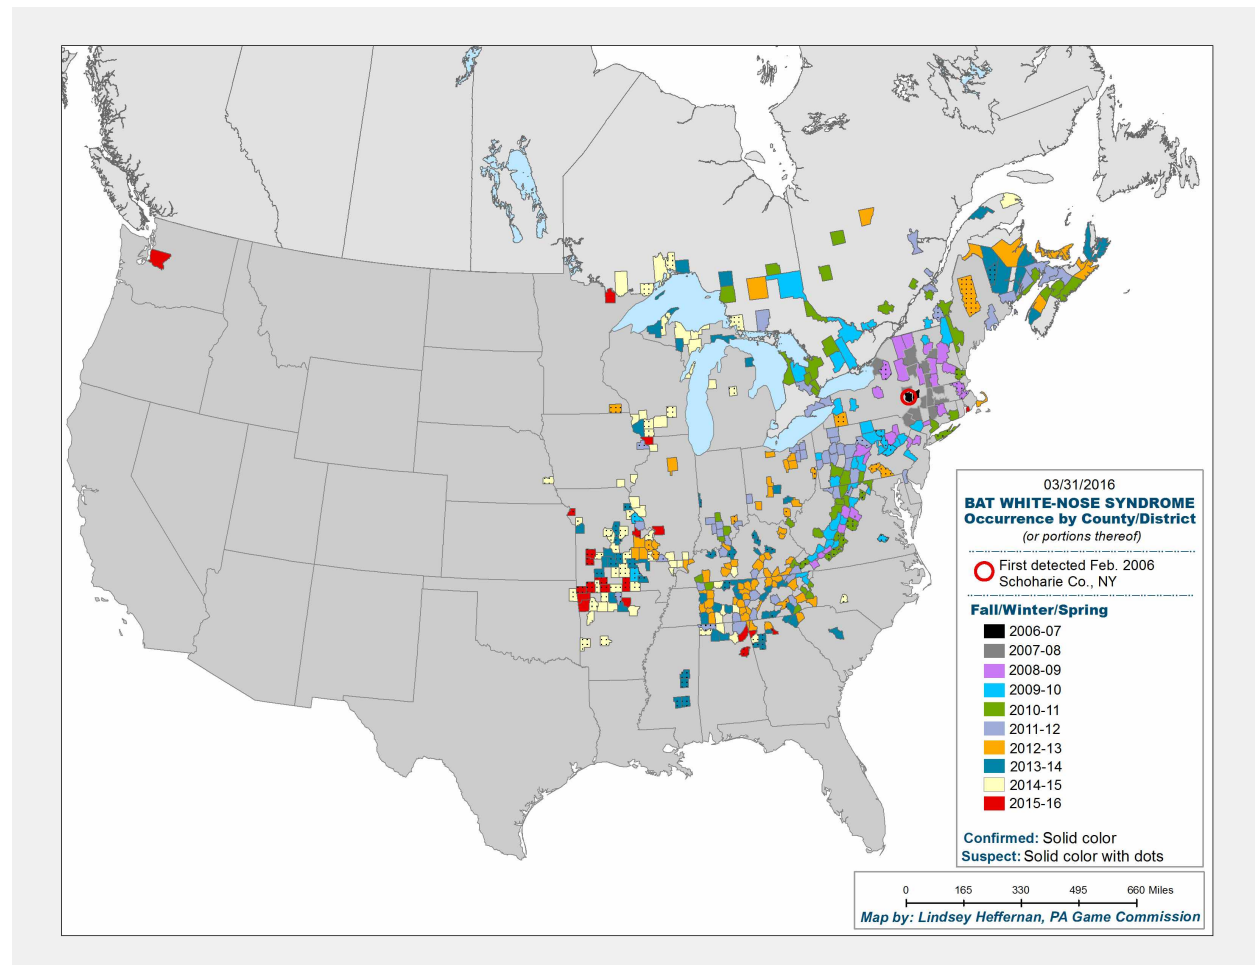 03/31/2016
BAT WHITE-NOSE SYNDROME
Occurrence by County/District
(or portions thereof)
First detected Feb. 2006
Schoharie Co., NY
Fall/Winter/Spring
2006-07
2007-08
2008-09
2009-10
2010-11
2011-12
2012-13
2013-14
2014-15
2015-16
Confirmed: Solid color
Suspect: Solid color with dots
0 165 330 495 660 Miles
Map by: Lindsey Heffernan, PA Game Commission